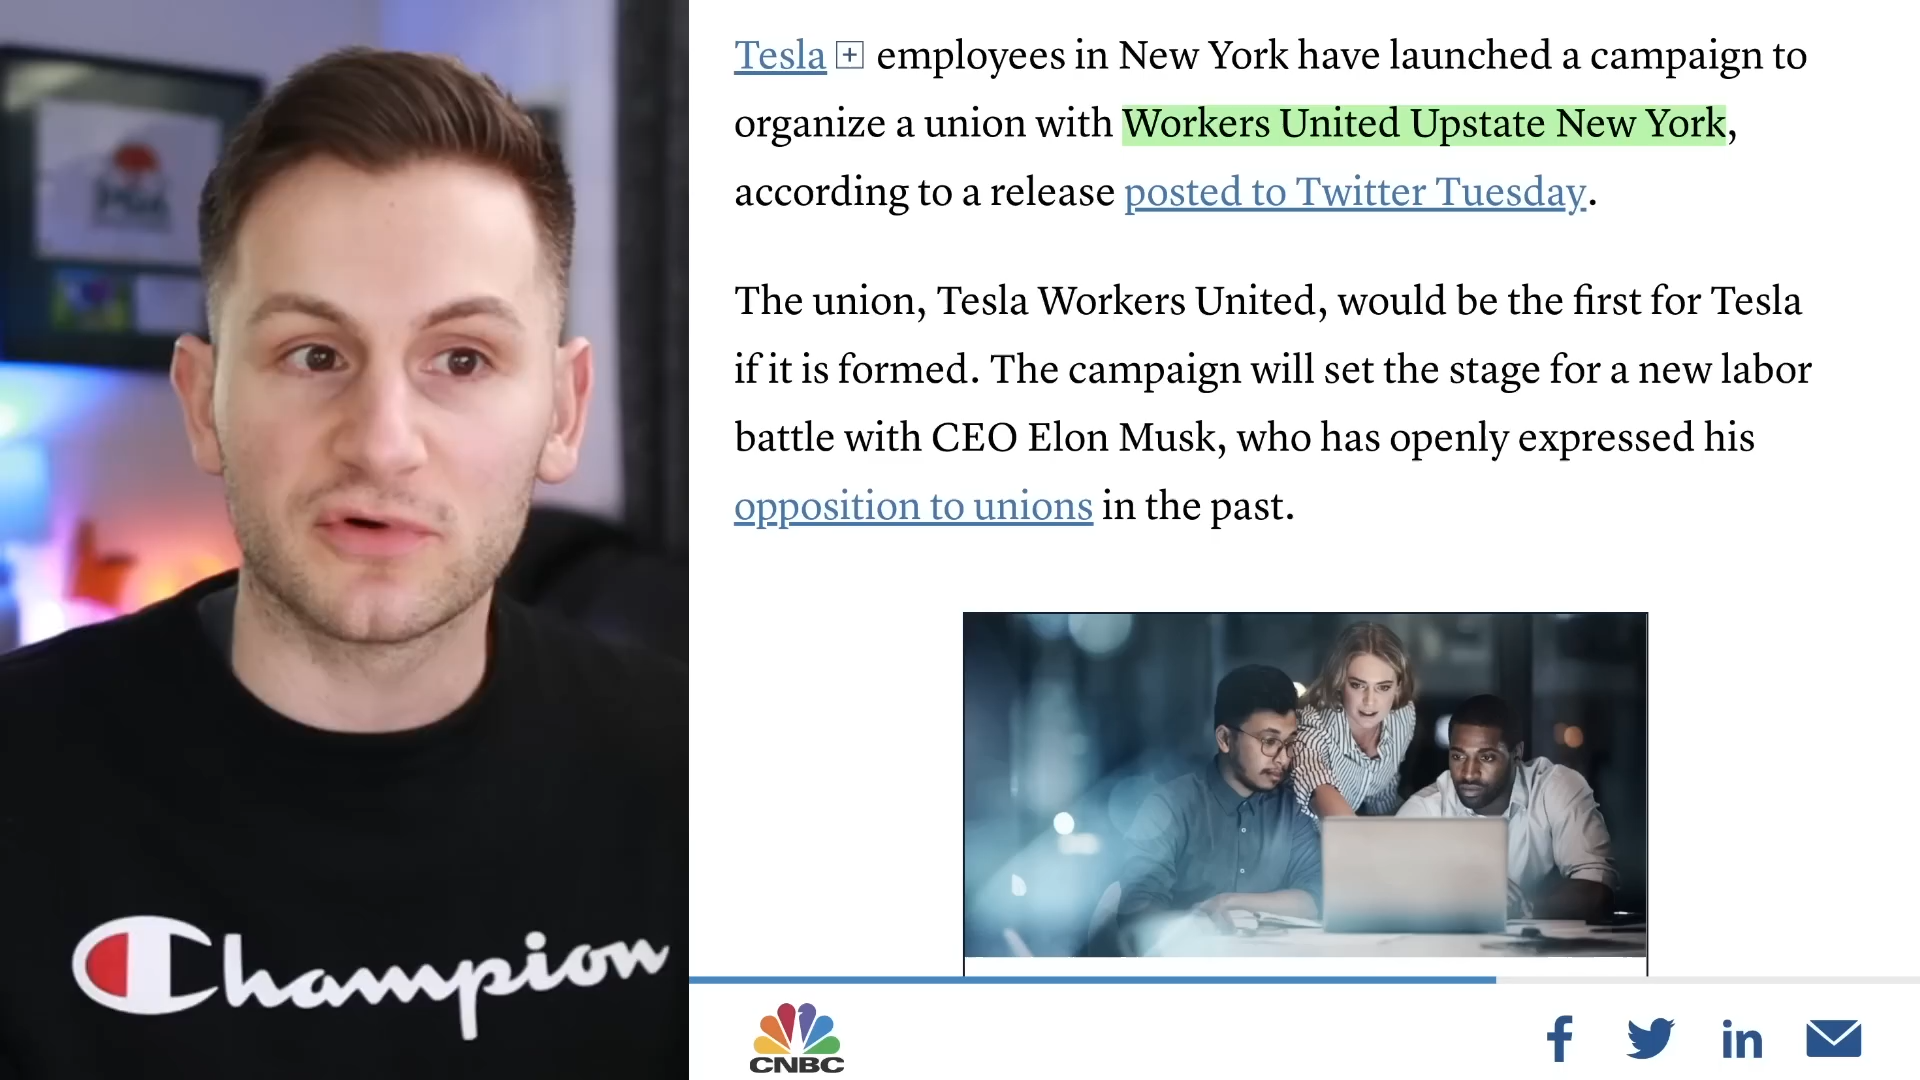 Tesla employees in New York have launched a campaign to
organize a union with Workers United Upstate New York,
according to a release posted to Twitter Tuesday.
The union, Tesla Workers United, would be the first for Tesla
if it is formed. The campaign will set the stage for a new labor
battle with CEO Elon Musk, who has openly expressed his
opposition to unions in the past.
Champion
CNBC